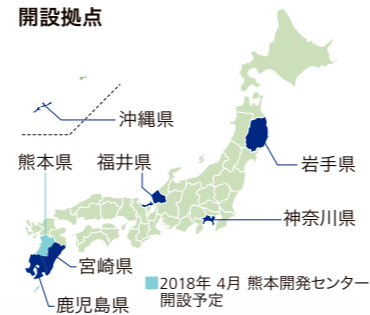 開設拠点
沖縄県
熊本県
福井県
岩手県
神奈川県
宮崎県
鹿児島県
2018年 4月 熊本開発センター
開設予定